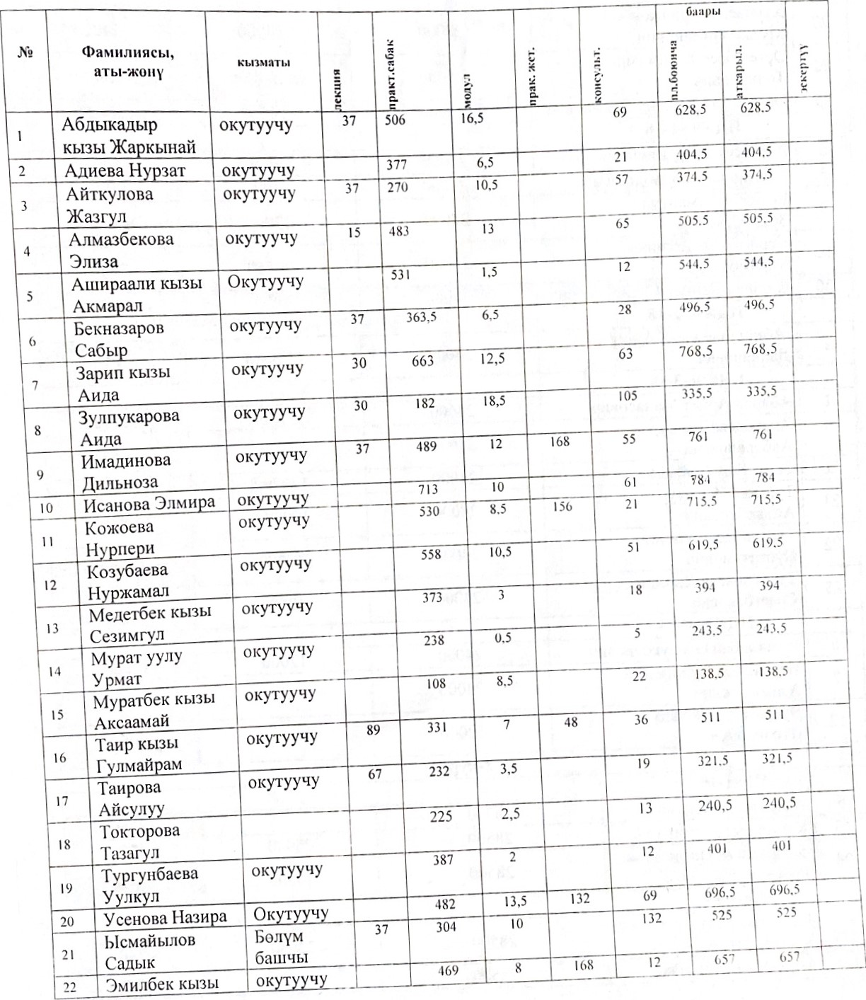 № Фамилиясы, аты-жөнү кызматы лекция практ.сабак модул прак. жет. консульт. баары эскертүү
пл.боюнча аткарыл.
1 Абдыкадыр окутуучу 37 506 16,5 69 628.5 628.5
кызы Жаркынай
2 Адиева Нурзат окутуучу 377 6,5 21 404.5 404.5
3 Айткулова окутуучу 37 270 10,5 57 374.5 374,5
Жазгул
4 Алмазбекова окутуучу 15 483 13 65 505.5 505.5
Элиза
5 Ашираали кызы Окутуучу 531 1,5 12 544.5 544,5
Акмарал
6 Бекназаров окутуучу 37 363,5 6,5 28 496,5 496,5
Сабыр
7 Зарип кызы окутуучу 30 663 12,5 63 768,5 768,5
Аида
8 Зулпукарова окутуучу 30 182 18,5 105 335,5 335,5
Аида
9 Имадинова окутуучу 37 489 12 168 55 761 761
Дильноза
10 Исанова Элмира окутуучу 713 10 61 784 784
11 Кожоева окутуучу 530 8,5 156 21 715.5 715,5
Нурпери
12 Козубаева окутуучу 558 10,5 51 619,5 619,5
Нуржамал
13 Медетбек кызы окутуучу 373 3 18 394 394
Сезимгул
14 Мурат уулу окутуучу 238 0,5 5 243.5 243.5
Урмат
15 Муратбек кызы окутуучу 108 8,5 22 138.5 138.5
Аксаамай
16 Таир кызы окутуучу 89 331 7 48 36 511 511
Гулмайрам
17 Таирова окутуучу 67 232 3,5 19 321.5 321,5
Айсулуу
18 Токторова 225 2,5 13 240,5 240,5
Тазагул
19 Тургунбаева окутуучу 387 2 12 401 401
Уулкул
20 Усенова Назира Окутуучу 482 13,5 132 69 696,5 696,5
21 Ысмайылов Бөлүм 37 304 10 132 525 525
Садык башчы
22 Эмилбек кызы окутуучу 469 8 168 12 657 657